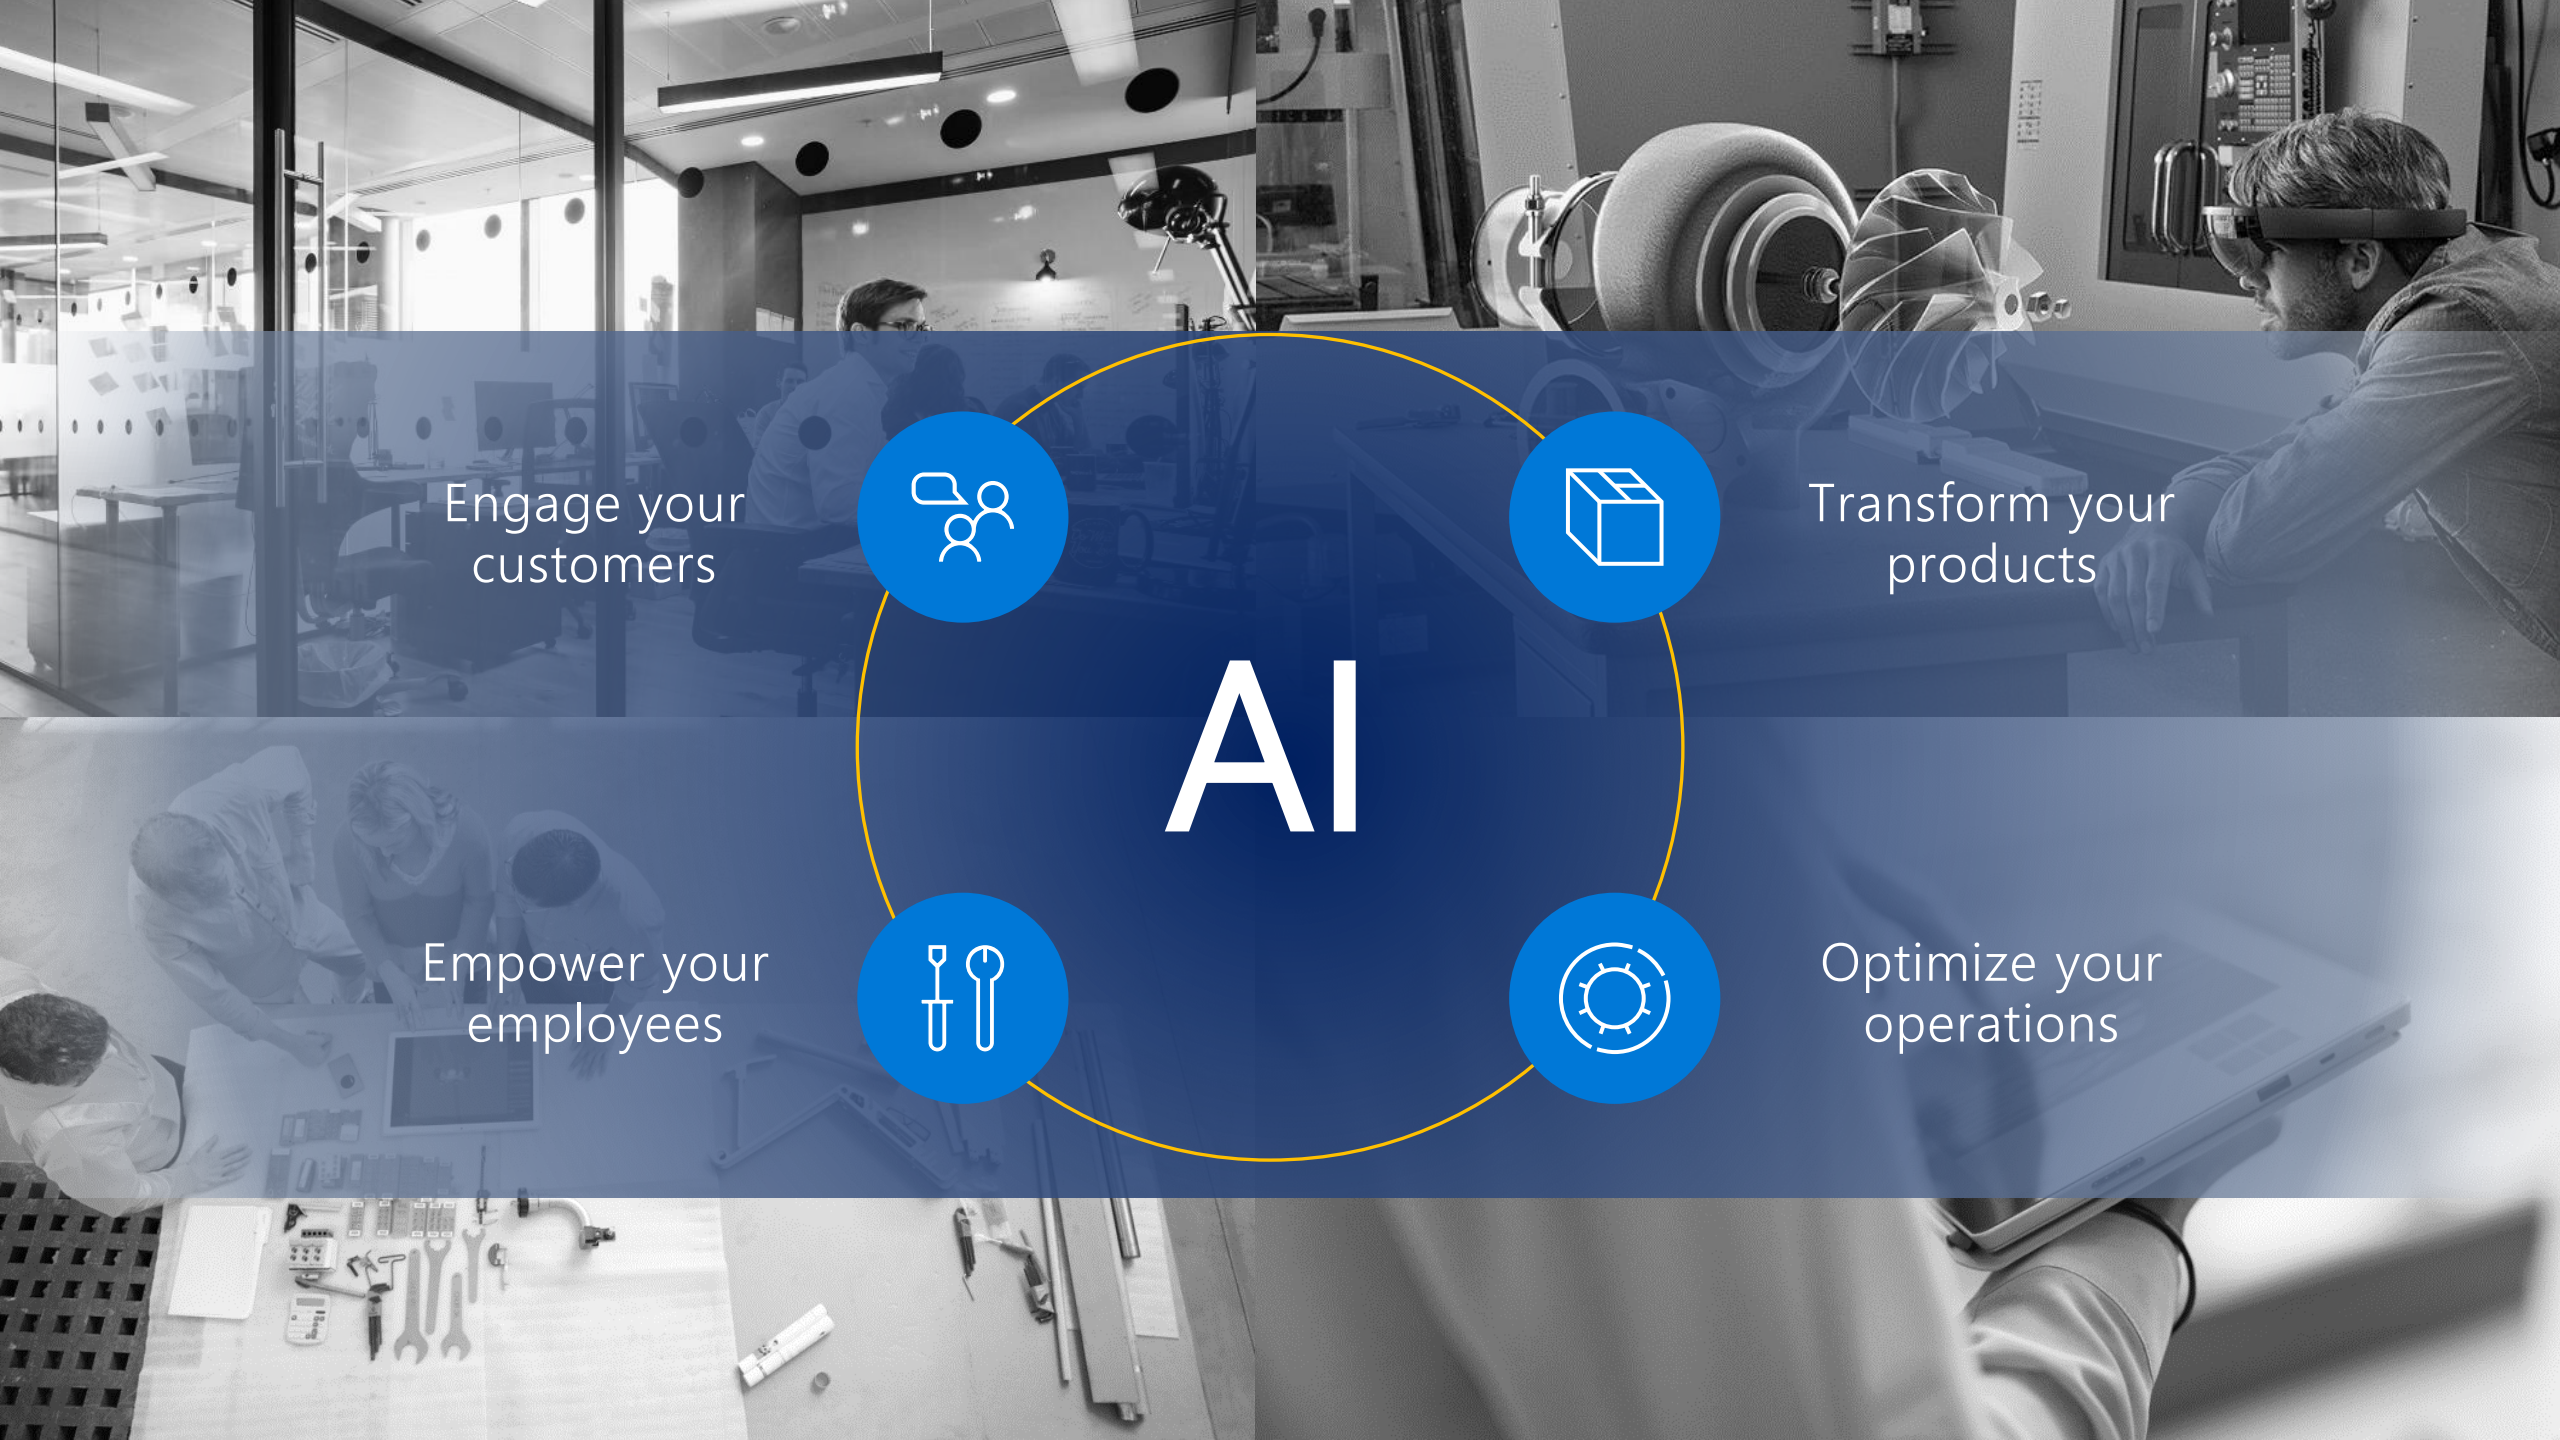 Engage your
customers
Transform your
products
AI
Empower your
employees
Optimize your
operations